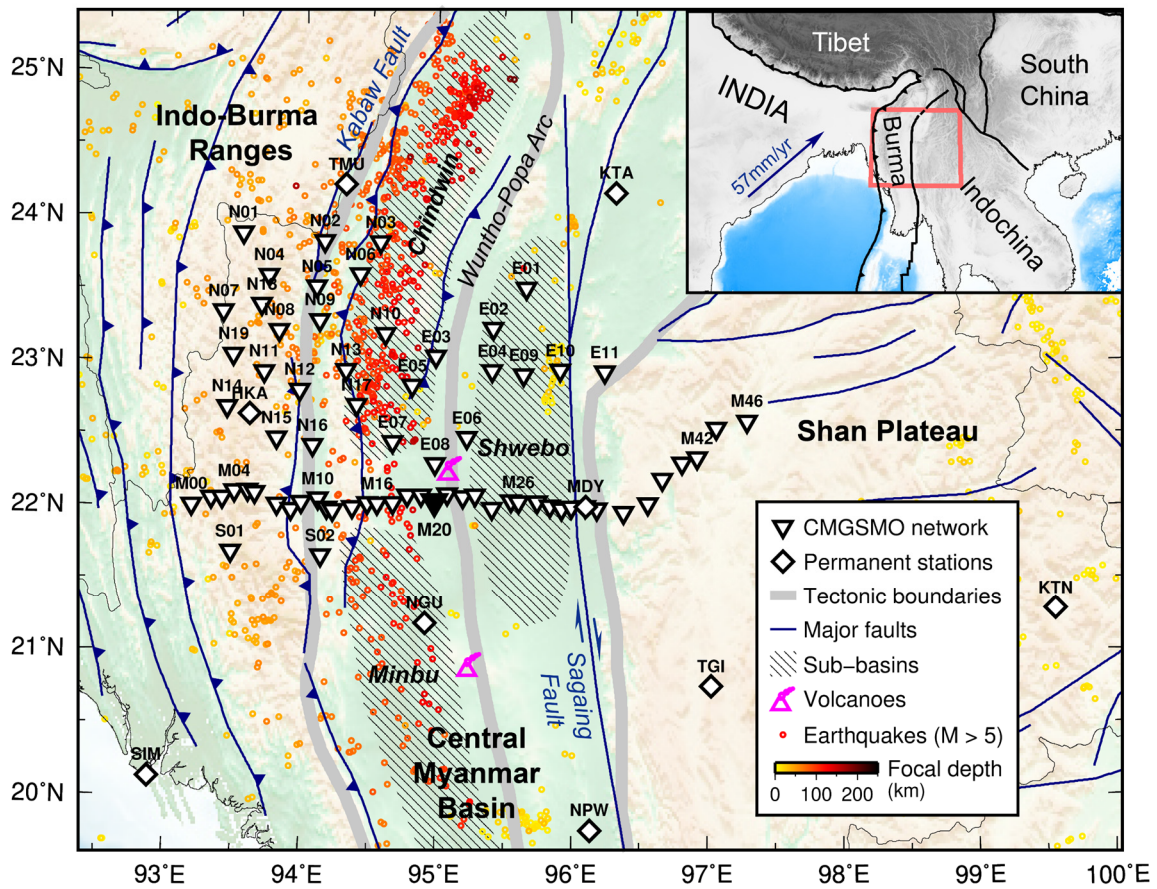 25°N
24°N
23°N
22°N
21°N
20°N
93°E
94°E
95°E
96°E
97°E
98°E
99°E
100°E
Indo-Burma
Ranges
Kabaw Fault
Chindwin
Wuntho-Popa Arc
Tibet
INDIA
South
China
Burma
57mm/yr
Indochina
TMU
KTA
N01
N02
N03
N04
N05
N06
N07
N18
N08
N09
N10
N19
N11
N12
N13
N14
HKA
N15
N16
N17
E01
E02
E03
E04
E09
E10
E11
E05
E06
E07
E08
Shwebo
M46
M42
Shan Plateau
M00
M04
M10
M16
M20
M26
MDY
S01
S02
NGU
Minbu
Sagaing
Fault
Central
Myanmar
Basin
SIM
NPW
TGI
KTN
CMGSMO network
Permanent stations
Tectonic boundaries
Major faults
Sub−basins
Volcanoes
Earthquakes (M > 5)
Focal depth
(km)
0 100 200